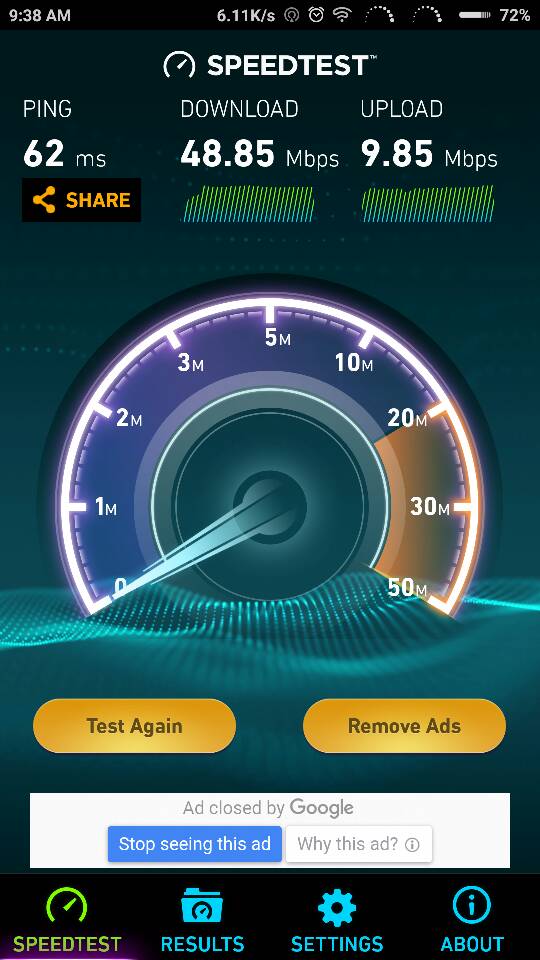 9:38 AM 6.11K/s 72%
SPEEDTEST™
PING DOWNLOAD UPLOAD
62 ms 48.85 Mbps 9.85 Mbps
SHARE
5M
3M 10M
2M 20M
1M 30M
0 50M
Test Again Remove Ads
Ad closed by Google
Stop seeing this ad Why this ad?
SPEEDTEST RESULTS SETTINGS ABOUT